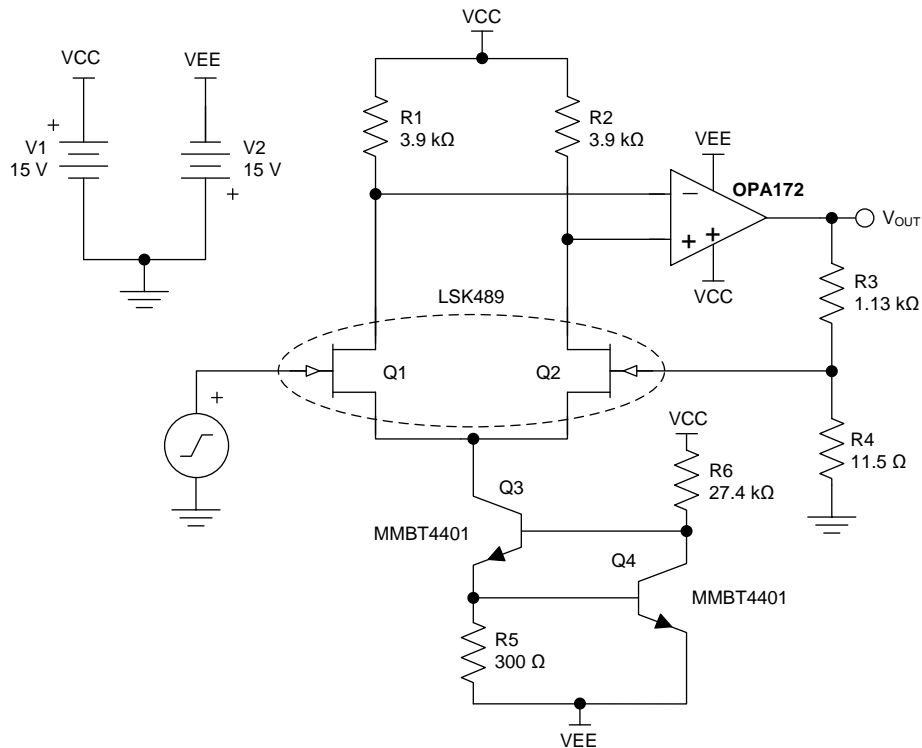 VCC
VCC
VEE
+
V1
15 V
V2
15 V
+
R1
3.9 kΩ
R2
3.9 kΩ
VEE
OPA172
−
+
+
VCC
VOUT
R3
1.13 kΩ
LSK489
Q1
Q2
+
VCC
R4
11.5 Ω
R6
27.4 kΩ
Q3
MMBT4401
Q4
MMBT4401
R5
300 Ω
VEE